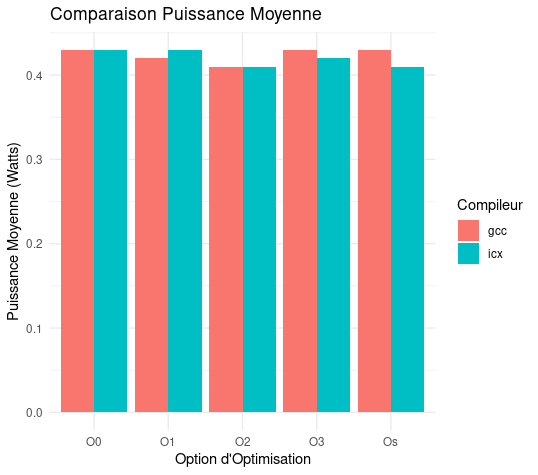 Comparaison Puissance Moyenne
Puissance Moyenne (Watts)
0.4
0.3
0.2
0.1
0.0
O0 O1 O2 O3 Os
Option d'Optimisation
Compileur
gcc
icx